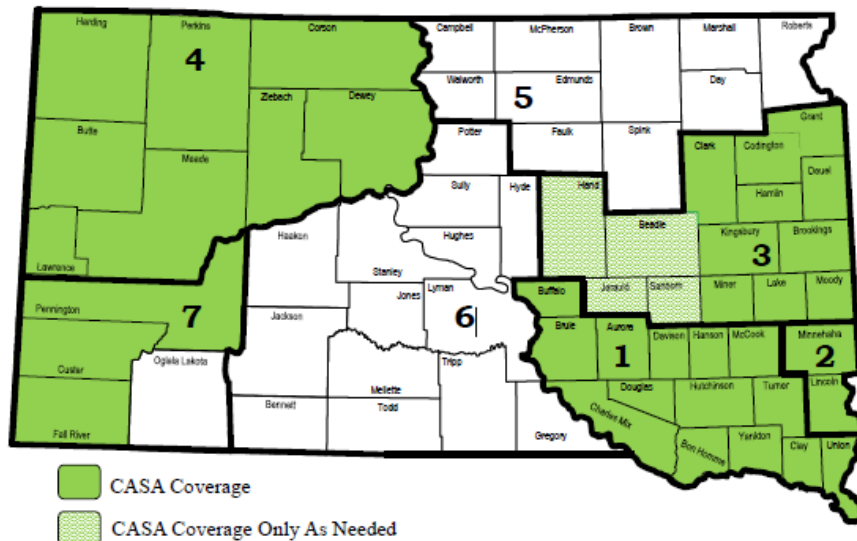 Harding
Perkins
Corson
Campbell
McPherson
Brown
Marshall
Roberts
4
Walworth
Edmunds
Day
5
Ziebach
Dewey
Butte
Meade
Potter
Faulk
Spink
Grant
Clark
Codington
Deuel
Hamlin
Sully
Hyde
Hand
Beadle
Kingsbury
Brookings
3
Lawrence
Haakon
Hughes
Stanley
Jerauld
Sanborn
Miner
Lake
Moody
Pennington
7
Jackson
Jones
Lyman
6
Buffalo
Brule
Aurora
1
Davison
Hanson
McCook
Minnehaha
2
Custer
Oglala Lakota
Tripp
Lincoln
Mellette
Douglas
Hutchinson
Turner
Fall River
Bennett
Todd
Gregory
Charles Mix
Bon Homme
Yankton
Clay
Union
CASA Coverage
CASA Coverage Only As Needed